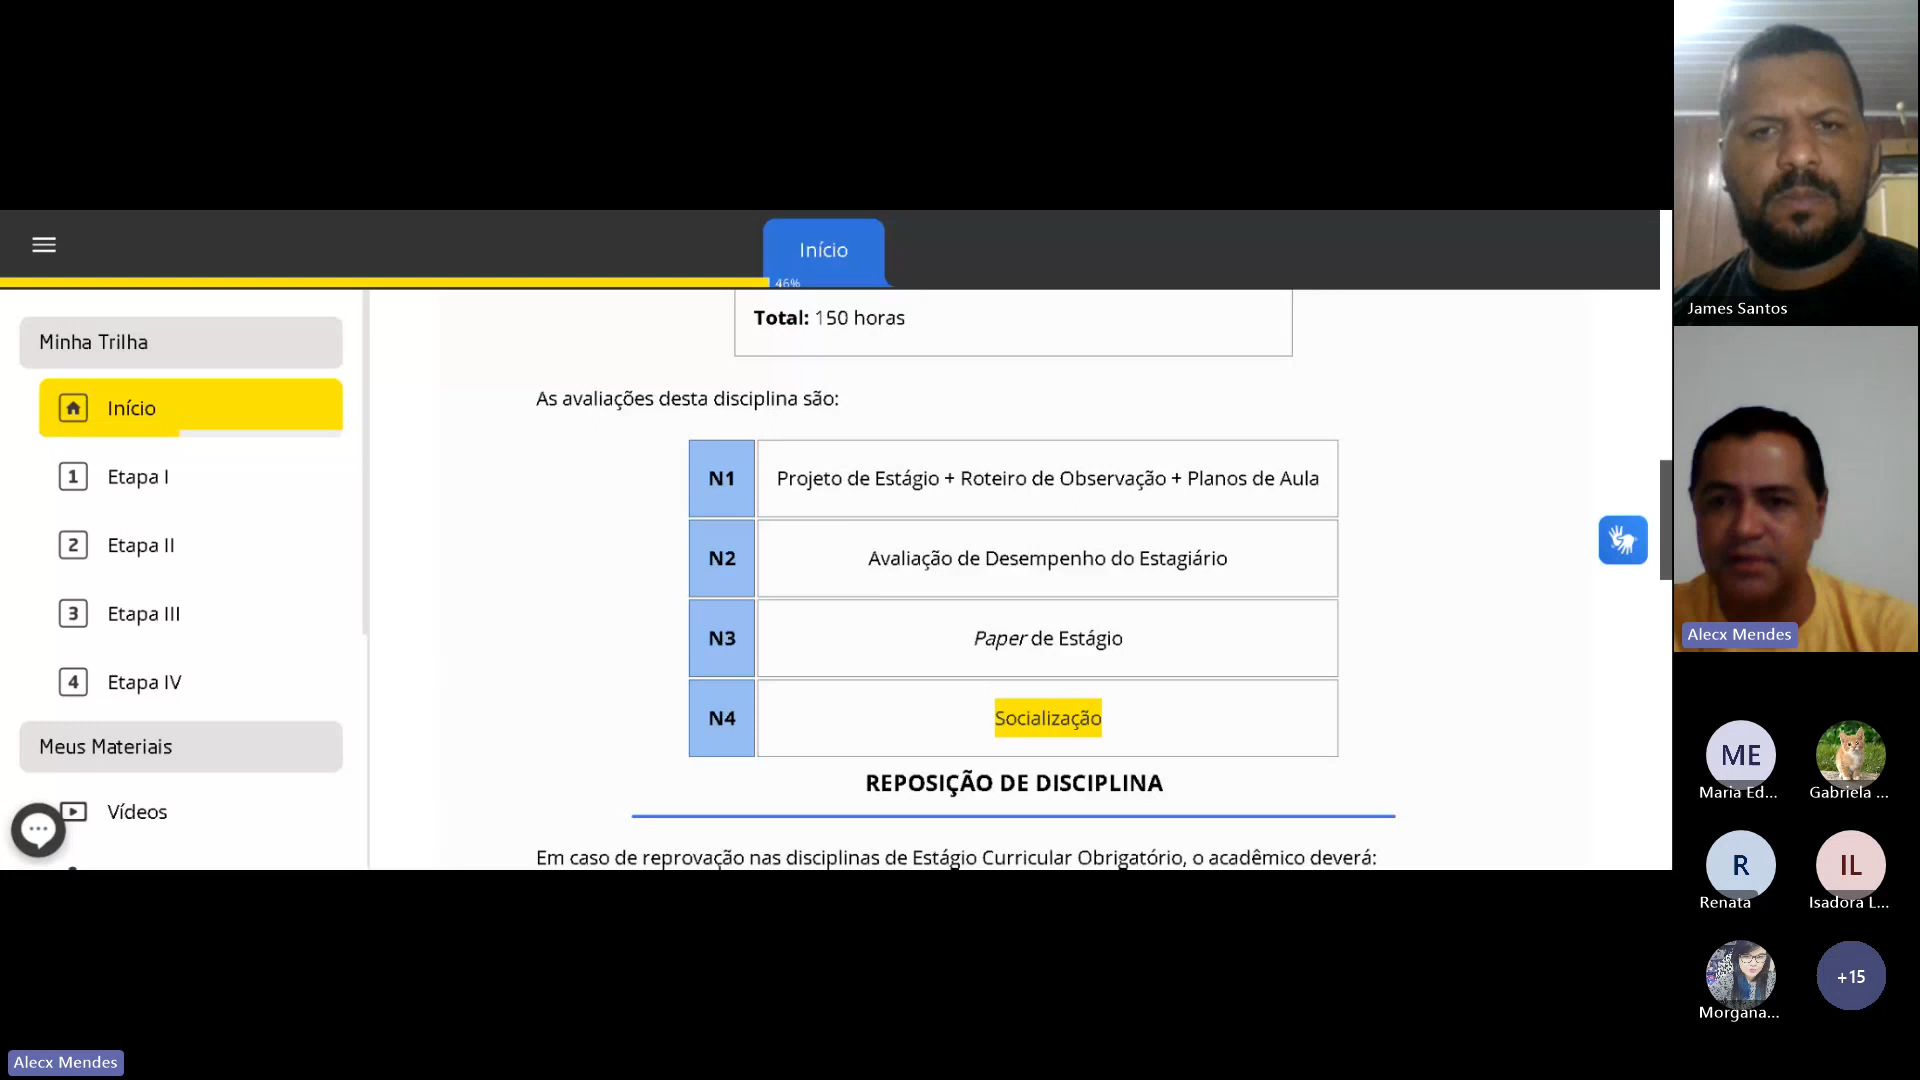 Início
46%
Minha Trilha
Início
1 Etapa I
2 Etapa II
3 Etapa III
4 Etapa IV
Meus Materiais
Vídeos
Total: 150 horas
As avaliações desta disciplina são:
N1 Projeto de Estágio + Roteiro de Observação + Planos de Aula
N2 Avaliação de Desempenho do Estagiário
N3 Paper de Estágio
N4 Socialização
REPOSIÇÃO DE DISCIPLINA
Em caso de reprovação nas disciplinas de Estágio Curricular Obrigatório, o acadêmico deverá:
James Santos
Alecx Mendes
ME
Maria Ed...
Gabriela ...
R
Renata
IL
Isadora L...
Morgana...
+15
Alecx Mendes